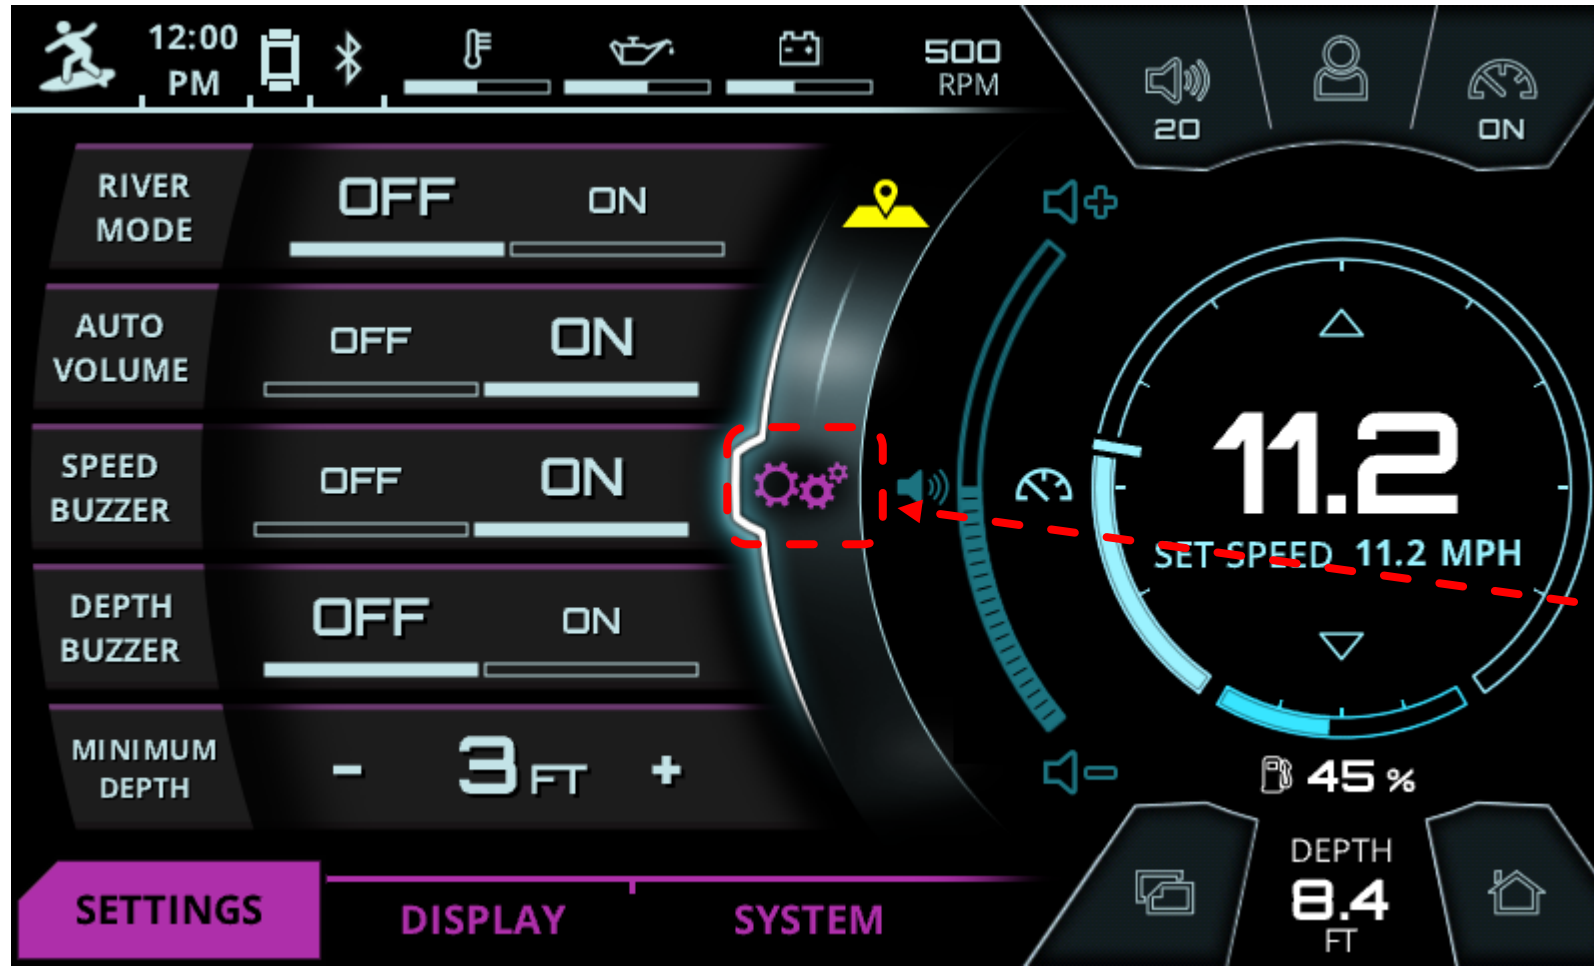 12:00
PM
500
RPM
20
ON
RIVER
MODE
OFF
ON
AUTO
VOLUME
OFF
ON
SPEED
BUZZER
OFF
ON
DEPTH
BUZZER
OFF
ON
MINIMUM
DEPTH
- 3 FT +
11.2
SET SPEED 11.2 MPH
45 %
DEPTH
8.4
FT
SETTINGS
DISPLAY
SYSTEM